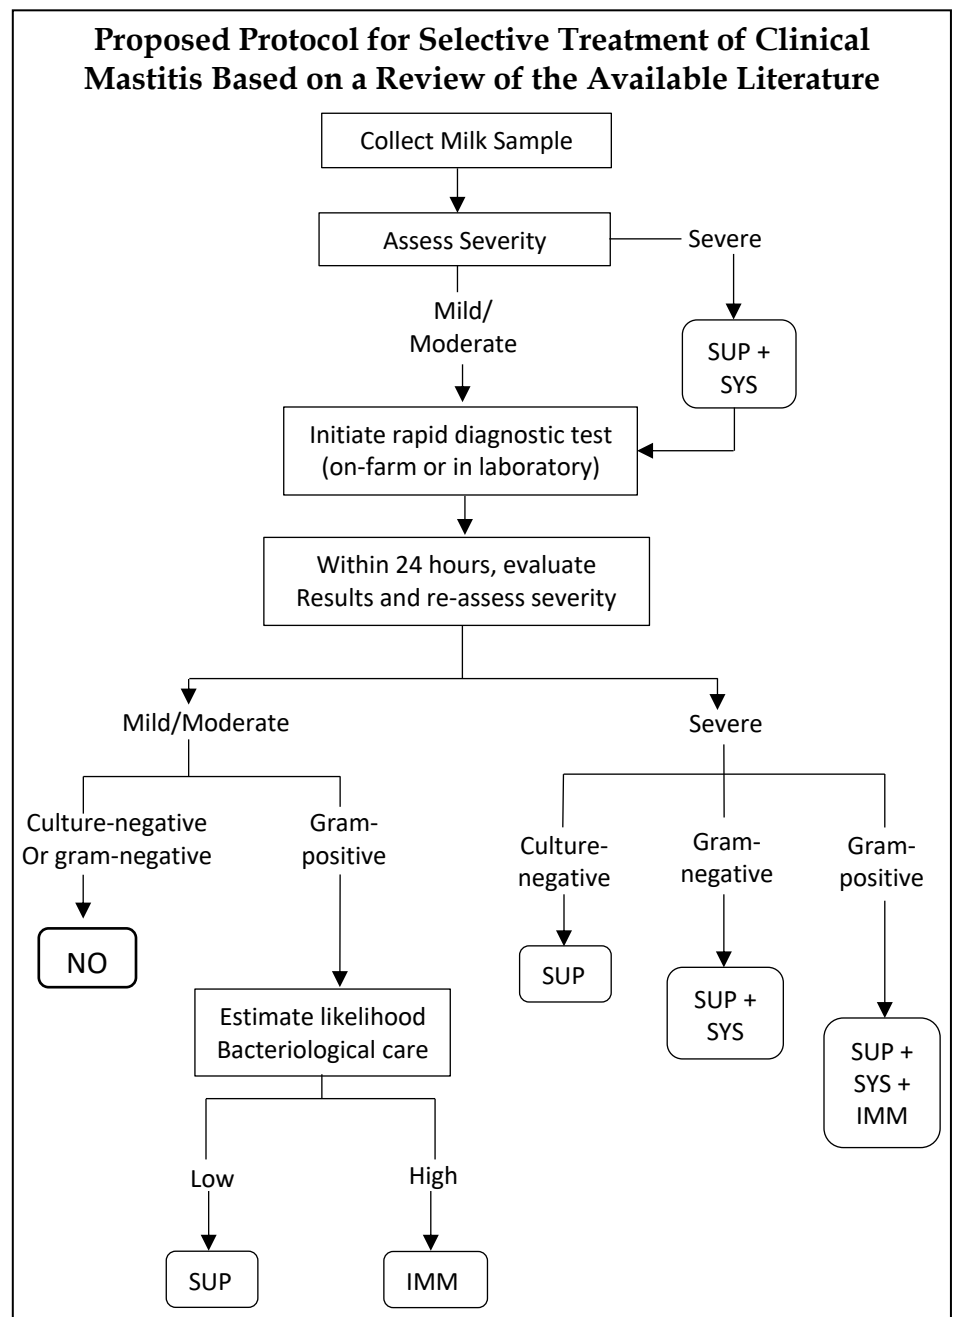 Proposed Protocol for Selective Treatment of Clinical
Mastitis Based on a Review of the Available Literature
Collect Milk Sample
Assess Severity
Severe
Mild/
Moderate
SUP +
SYS
Initiate rapid diagnostic test
(on-farm or in laboratory)
Within 24 hours, evaluate
Results and re-assess severity
Mild/Moderate
Severe
Culture-negative
Or gram-negative
Gram-
positive
Culture-
negative
Gram-
negative
Gram-
positive
NO
SUP
SUP +
SYS
SUP +
SYS +
IMM
Estimate likelihood
Bacteriological care
Low
High
SUP
IMM